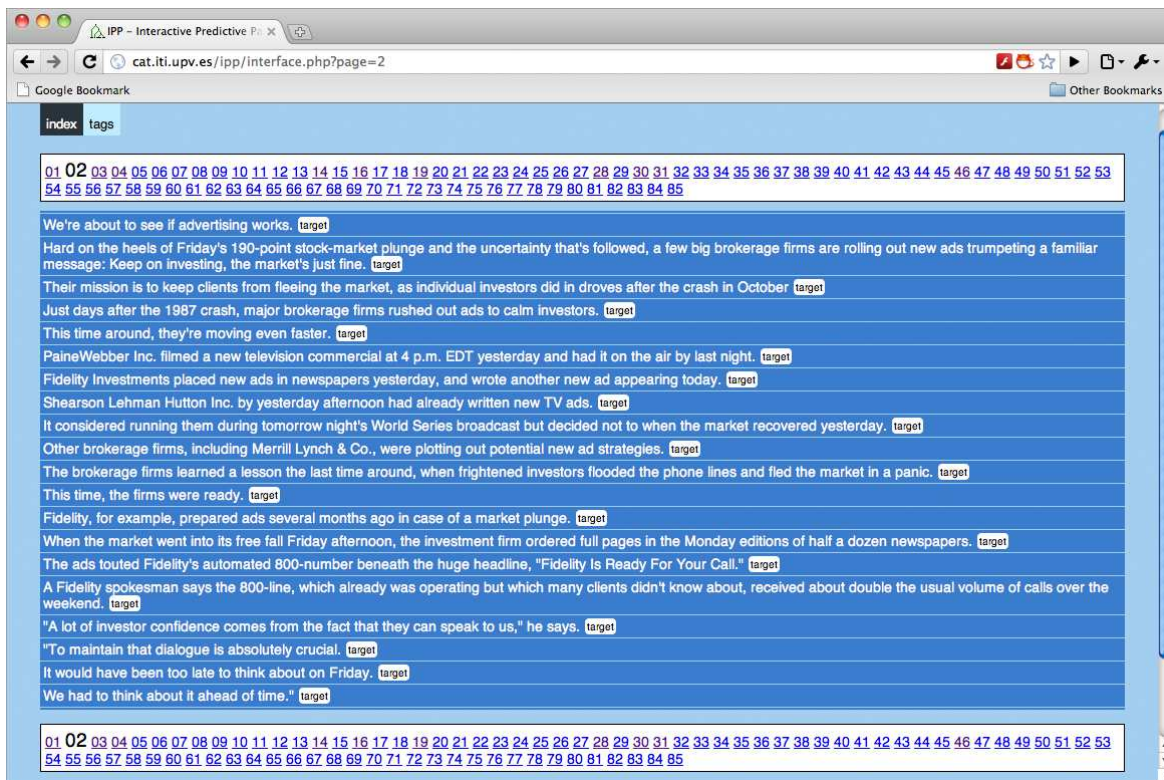 IPP – Interactive Predictive Pa
cat.iti.upv.es/ipp/interface.php?page=2
Google Bookmark Other Bookmarks
index tags
01 02 03 04 05 06 07 08 09 10 11 12 13 14 15 16 17 18 19 20 21 22 23 24 25 26 27 28 29 30 31 32 33 34 35 36 37 38 39 40 41 42 43 44 45 46 47 48 49 50 51 52 53
54 55 56 57 58 59 60 61 62 63 64 65 66 67 68 69 70 71 72 73 74 75 76 77 78 79 80 81 82 83 84 85
We're about to see if advertising works. target
Hard on the heels of Friday's 190-point stock-market plunge and the uncertainty that's followed, a few big brokerage firms are rolling out new ads trumpeting a familiar
message: Keep on investing, the market's just fine. target
Their mission is to keep clients from fleeing the market, as individual investors did in droves after the crash in October target
Just days after the 1987 crash, major brokerage firms rushed out ads to calm investors. target
This time around, they're moving even faster. target
PaineWebber Inc. filmed a new television commercial at 4 p.m. EDT yesterday and had it on the air by last night. target
Fidelity Investments placed new ads in newspapers yesterday, and wrote another new ad appearing today. target
Shearson Lehman Hutton Inc. by yesterday afternoon had already written new TV ads. target
It considered running them during tomorrow night's World Series broadcast but decided not to when the market recovered yesterday. target
Other brokerage firms, including Merrill Lynch & Co., were plotting out potential new ad strategies. target
The brokerage firms learned a lesson the last time around, when frightened investors flooded the phone lines and fled the market in a panic. target
This time, the firms were ready. target
Fidelity, for example, prepared ads several months ago in case of a market plunge. target
When the market went into its free fall Friday afternoon, the investment firm ordered full pages in the Monday editions of half a dozen newspapers. target
The ads touted Fidelity's automated 800-number beneath the huge headline, "Fidelity Is Ready For Your Call." target
A Fidelity spokesman says the 800-line, which already was operating but which many clients didn't know about, received about double the usual volume of calls over the
weekend. target
"A lot of investor confidence comes from the fact that they can speak to us," he says. target
"To maintain that dialogue is absolutely crucial. target
It would have been too late to think about on Friday. target
We had to think about it ahead of time." target
01 02 03 04 05 06 07 08 09 10 11 12 13 14 15 16 17 18 19 20 21 22 23 24 25 26 27 28 29 30 31 32 33 34 35 36 37 38 39 40 41 42 43 44 45 46 47 48 49 50 51 52 53
54 55 56 57 58 59 60 61 62 63 64 65 66 67 68 69 70 71 72 73 74 75 76 77 78 79 80 81 82 83 84 85